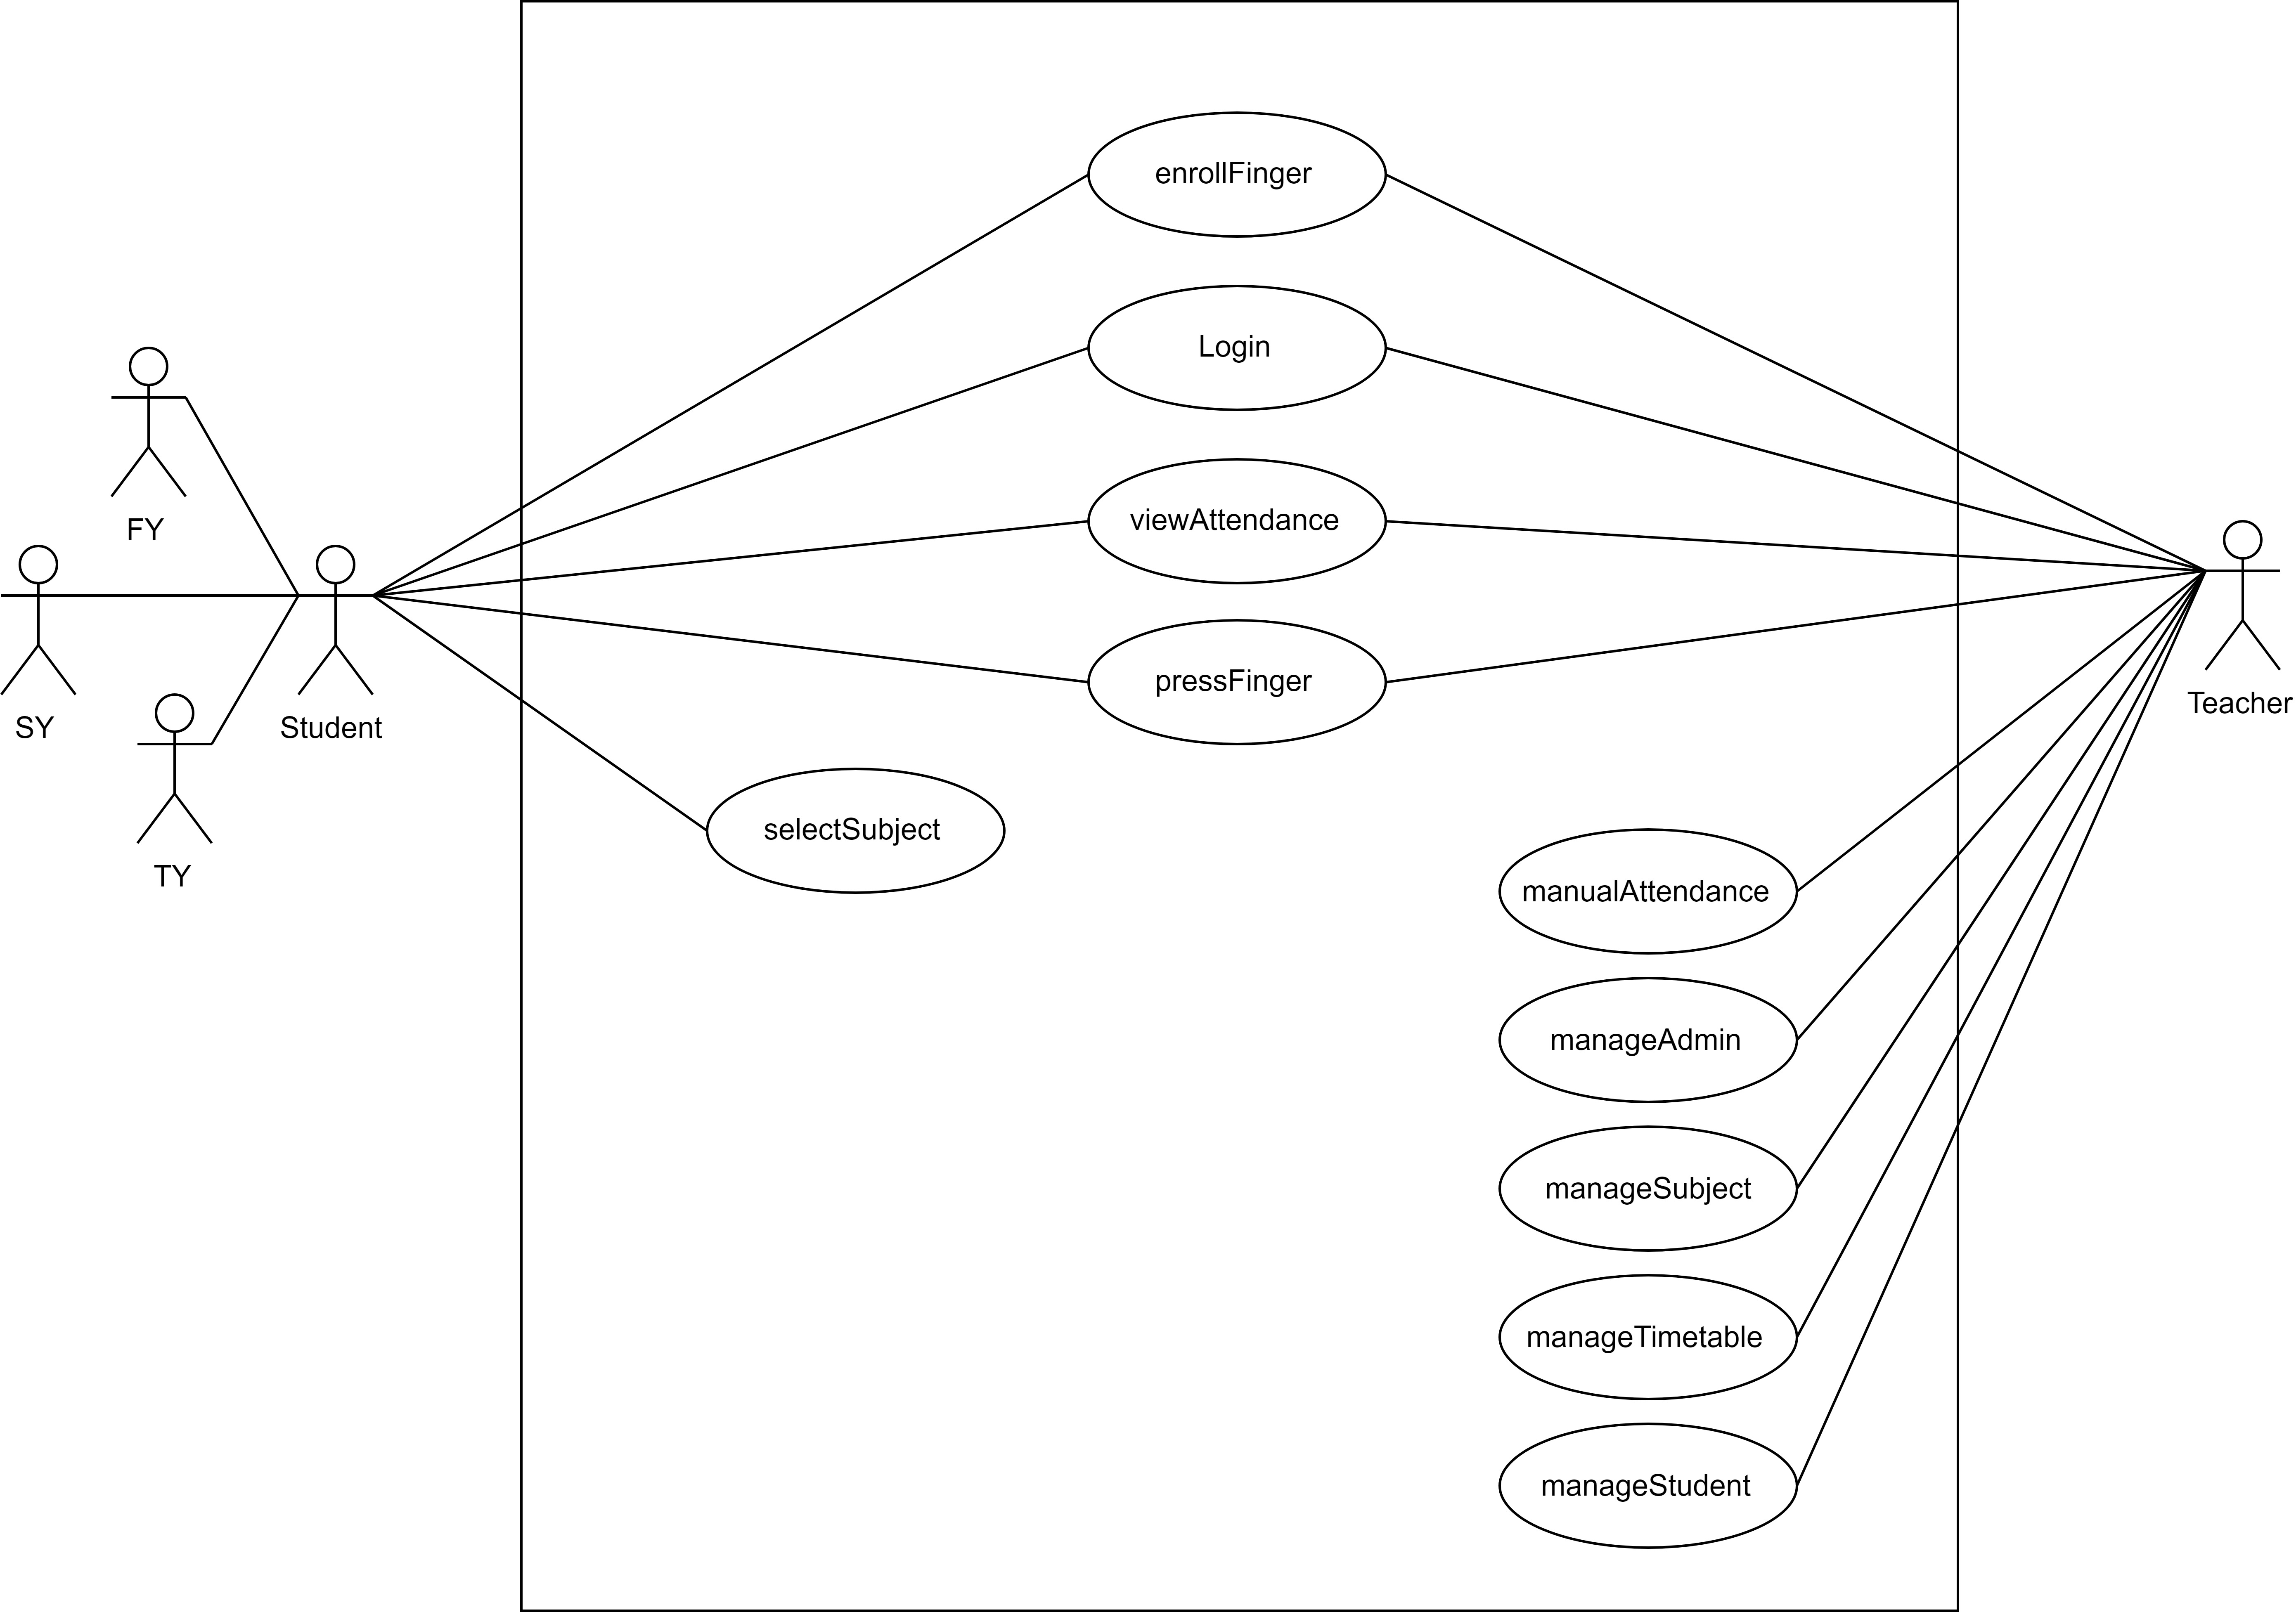 enrollFinger
Login
viewAttendance
pressFinger
selectSubject
FY
SY
TY
Student
Teacher
manualAttendance
manageAdmin
manageSubject
manageTimetable
manageStudent